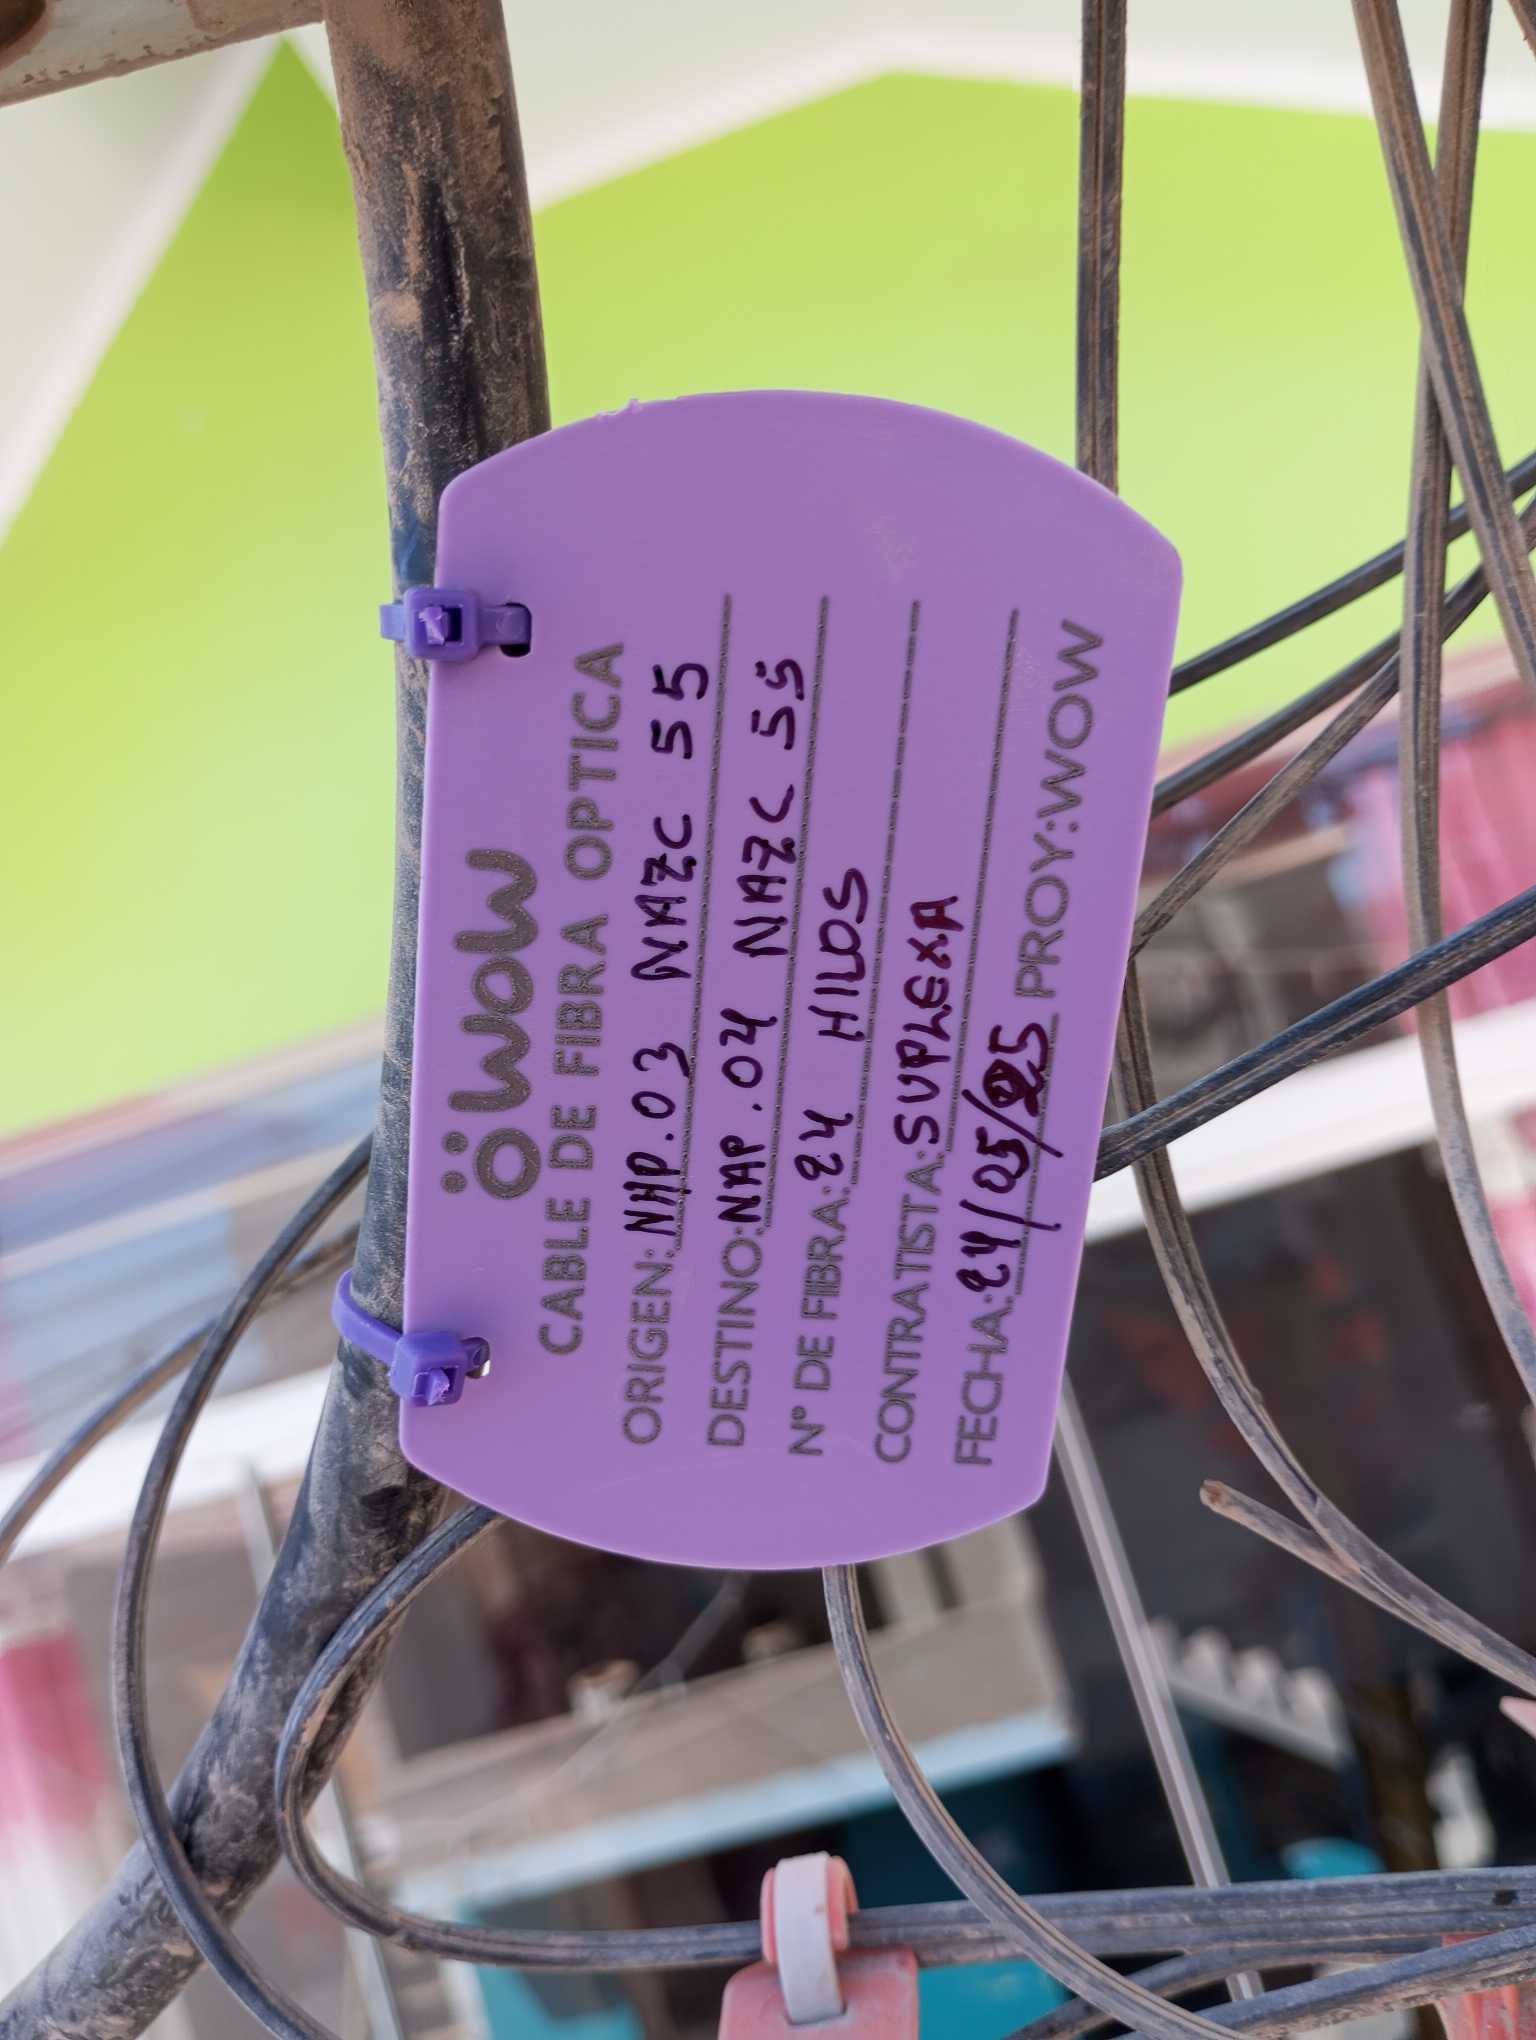 WOW
CABLE DE FIBRA OPTICA
ORIGEN: NAP.03 NAZC 55
DESTINO: NAP.04 NAZC 55
N° DE FIBRA: 24 HILOS
CONTRATISTA: SUPLEXA
FECHA: 24/05/25 PROY:WOW